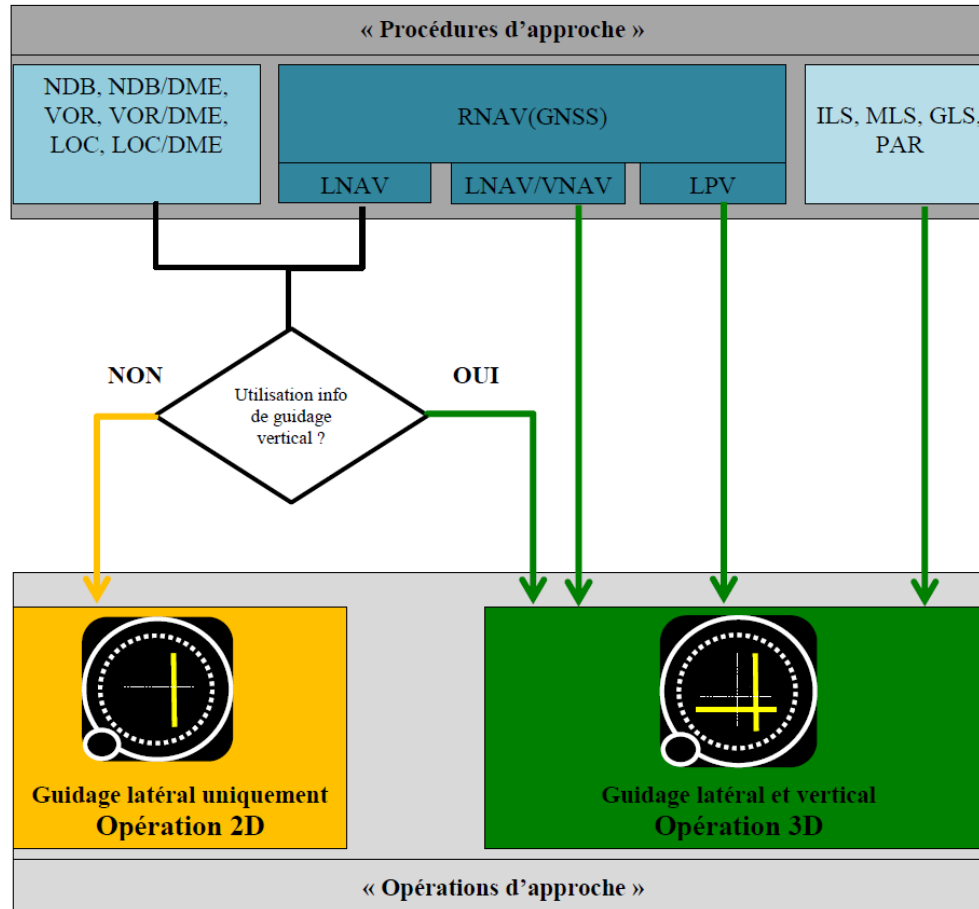 « Procédures d’approche »
NDB, NDB/DME,
VOR, VOR/DME,
LOC, LOC/DME
RNAV(GNSS)
LNAV
LNAV/VNAV
LPV
ILS, MLS, GLS,
PAR
NON
OUI
Utilisation info
de guidage
vertical ?
Guidage latéral uniquement
Opération 2D
Guidage latéral et vertical
Opération 3D
« Opérations d’approche »